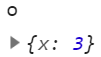 o
▶ {x: 3}